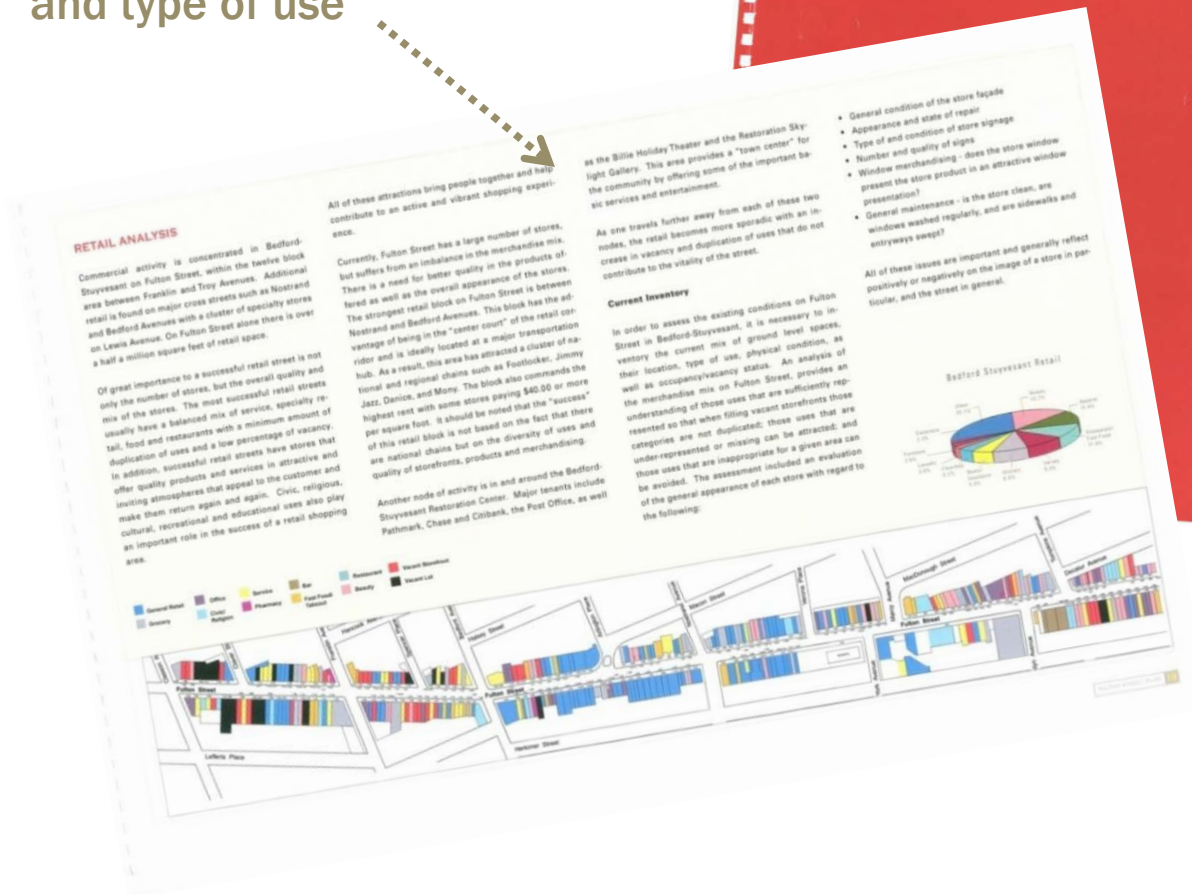 and type of use
RETAIL ANALYSIS
Commercial activity is concentrated in Bedford-
Stuyvesant on Fulton Street, within the twelve block
area between Franklin and Troy Avenues. Additional
retail is found on major cross streets such as Nostrand
and Bedford Avenues with a cluster of specialty stores
on Lewis Avenue. On Fulton Street alone there is over
a half a million square feet of retail space.
Of great importance to a successful retail street is not
only the number of stores, but the overall quality and
mix of the stores. The most successful retail streets
usually have a balanced mix of service, specialty re-
tail, food and restaurants with a minimum amount of
duplication of uses and a low percentage of vacancy.
In addition, successful retail streets have stores that
offer quality products and services in attractive and
inviting atmospheres that appeal to the customer and
make them return again and again. Civic, religious,
cultural, recreational and educational uses also play
an important role in the success of a retail shopping
area.
All of these attractions bring people together and help
contribute to an active and vibrant shopping experi-
ence.
Currently, Fulton Street has a large number of stores,
but suffers from an imbalance in the merchandise mix.
There is a need for better quality in the products of-
fered as well as the overall appearance of the stores.
The strongest retail block on Fulton Street is between
Nostrand and Bedford Avenues. This block has the ad-
vantage of being in the "center court" of the retail cor-
ridor and is ideally located at a major transportation
hub. As a result, this area has attracted a cluster of na-
tional and regional chains such as Footlocker, Jimmy
Jazz, Danice, and Mony. The block also commands the
highest rent with some stores paying $40.00 or more
per square foot. It should be noted that the "success"
of this retail block is not based on the fact that there
are national chains but on the diversity of uses and
quality of storefronts, products and merchandising.
Another node of activity is in and around the Bedford-
Stuyvesant Restoration Center. Major tenants include
Pathmark, Chase and Citibank, the Post Office, as well
as the Billie Holiday Theater and the Restoration Sky-
light Gallery. This area provides a "town center" for
the community by offering some of the important ba-
sic services and entertainment.
As one travels further away from each of these two
nodes, the retail becomes more sporadic with an in-
crease in vacancy and duplication of uses that do not
contribute to the vitality of the street.
Current Inventory
In order to assess the existing conditions on Fulton
Street in Bedford-Stuyvesant, it is necessary to in-
ventory the current mix of ground level spaces,
their location, type of use, physical condition, as
well as occupancy/vacancy status. An analysis of
the merchandise mix on Fulton Street, provides an
understanding of those uses that are sufficiently rep-
resented so that when filling vacant storefronts those
categories are not duplicated; those uses that are
under-represented or missing can be attracted; and
those uses that are inappropriate for a given area can
be avoided. The assessment included an evaluation
of the general appearance of each store with regard to
the following:
• General condition of the store façade
• Appearance and state of repair
• Type of and condition of store signage
• Number and quality of signs
• Window merchandising - does the store window
present the store product in an attractive window
presentation?
• General maintenance - is the store clean, are
windows washed regularly, and are sidewalks and
entryways swept?
All of these issues are important and generally reflect
positively or negatively on the image of a store in par-
ticular, and the street in general.
Bedford Stuyvesant Retail
General Retail
Office
Service
Bar
Restaurant
Vacant Storefront
Grocery
Civic/
Religion
Pharmacy
Fast Food/
Takeout
Beauty
Vacant Lot
Halsey Street
Macon Street
MacDonough Street
Decatur Avenue
Fulton Street
Fulton Street
Fulton Street
Lefferts Place
Herkimer Street